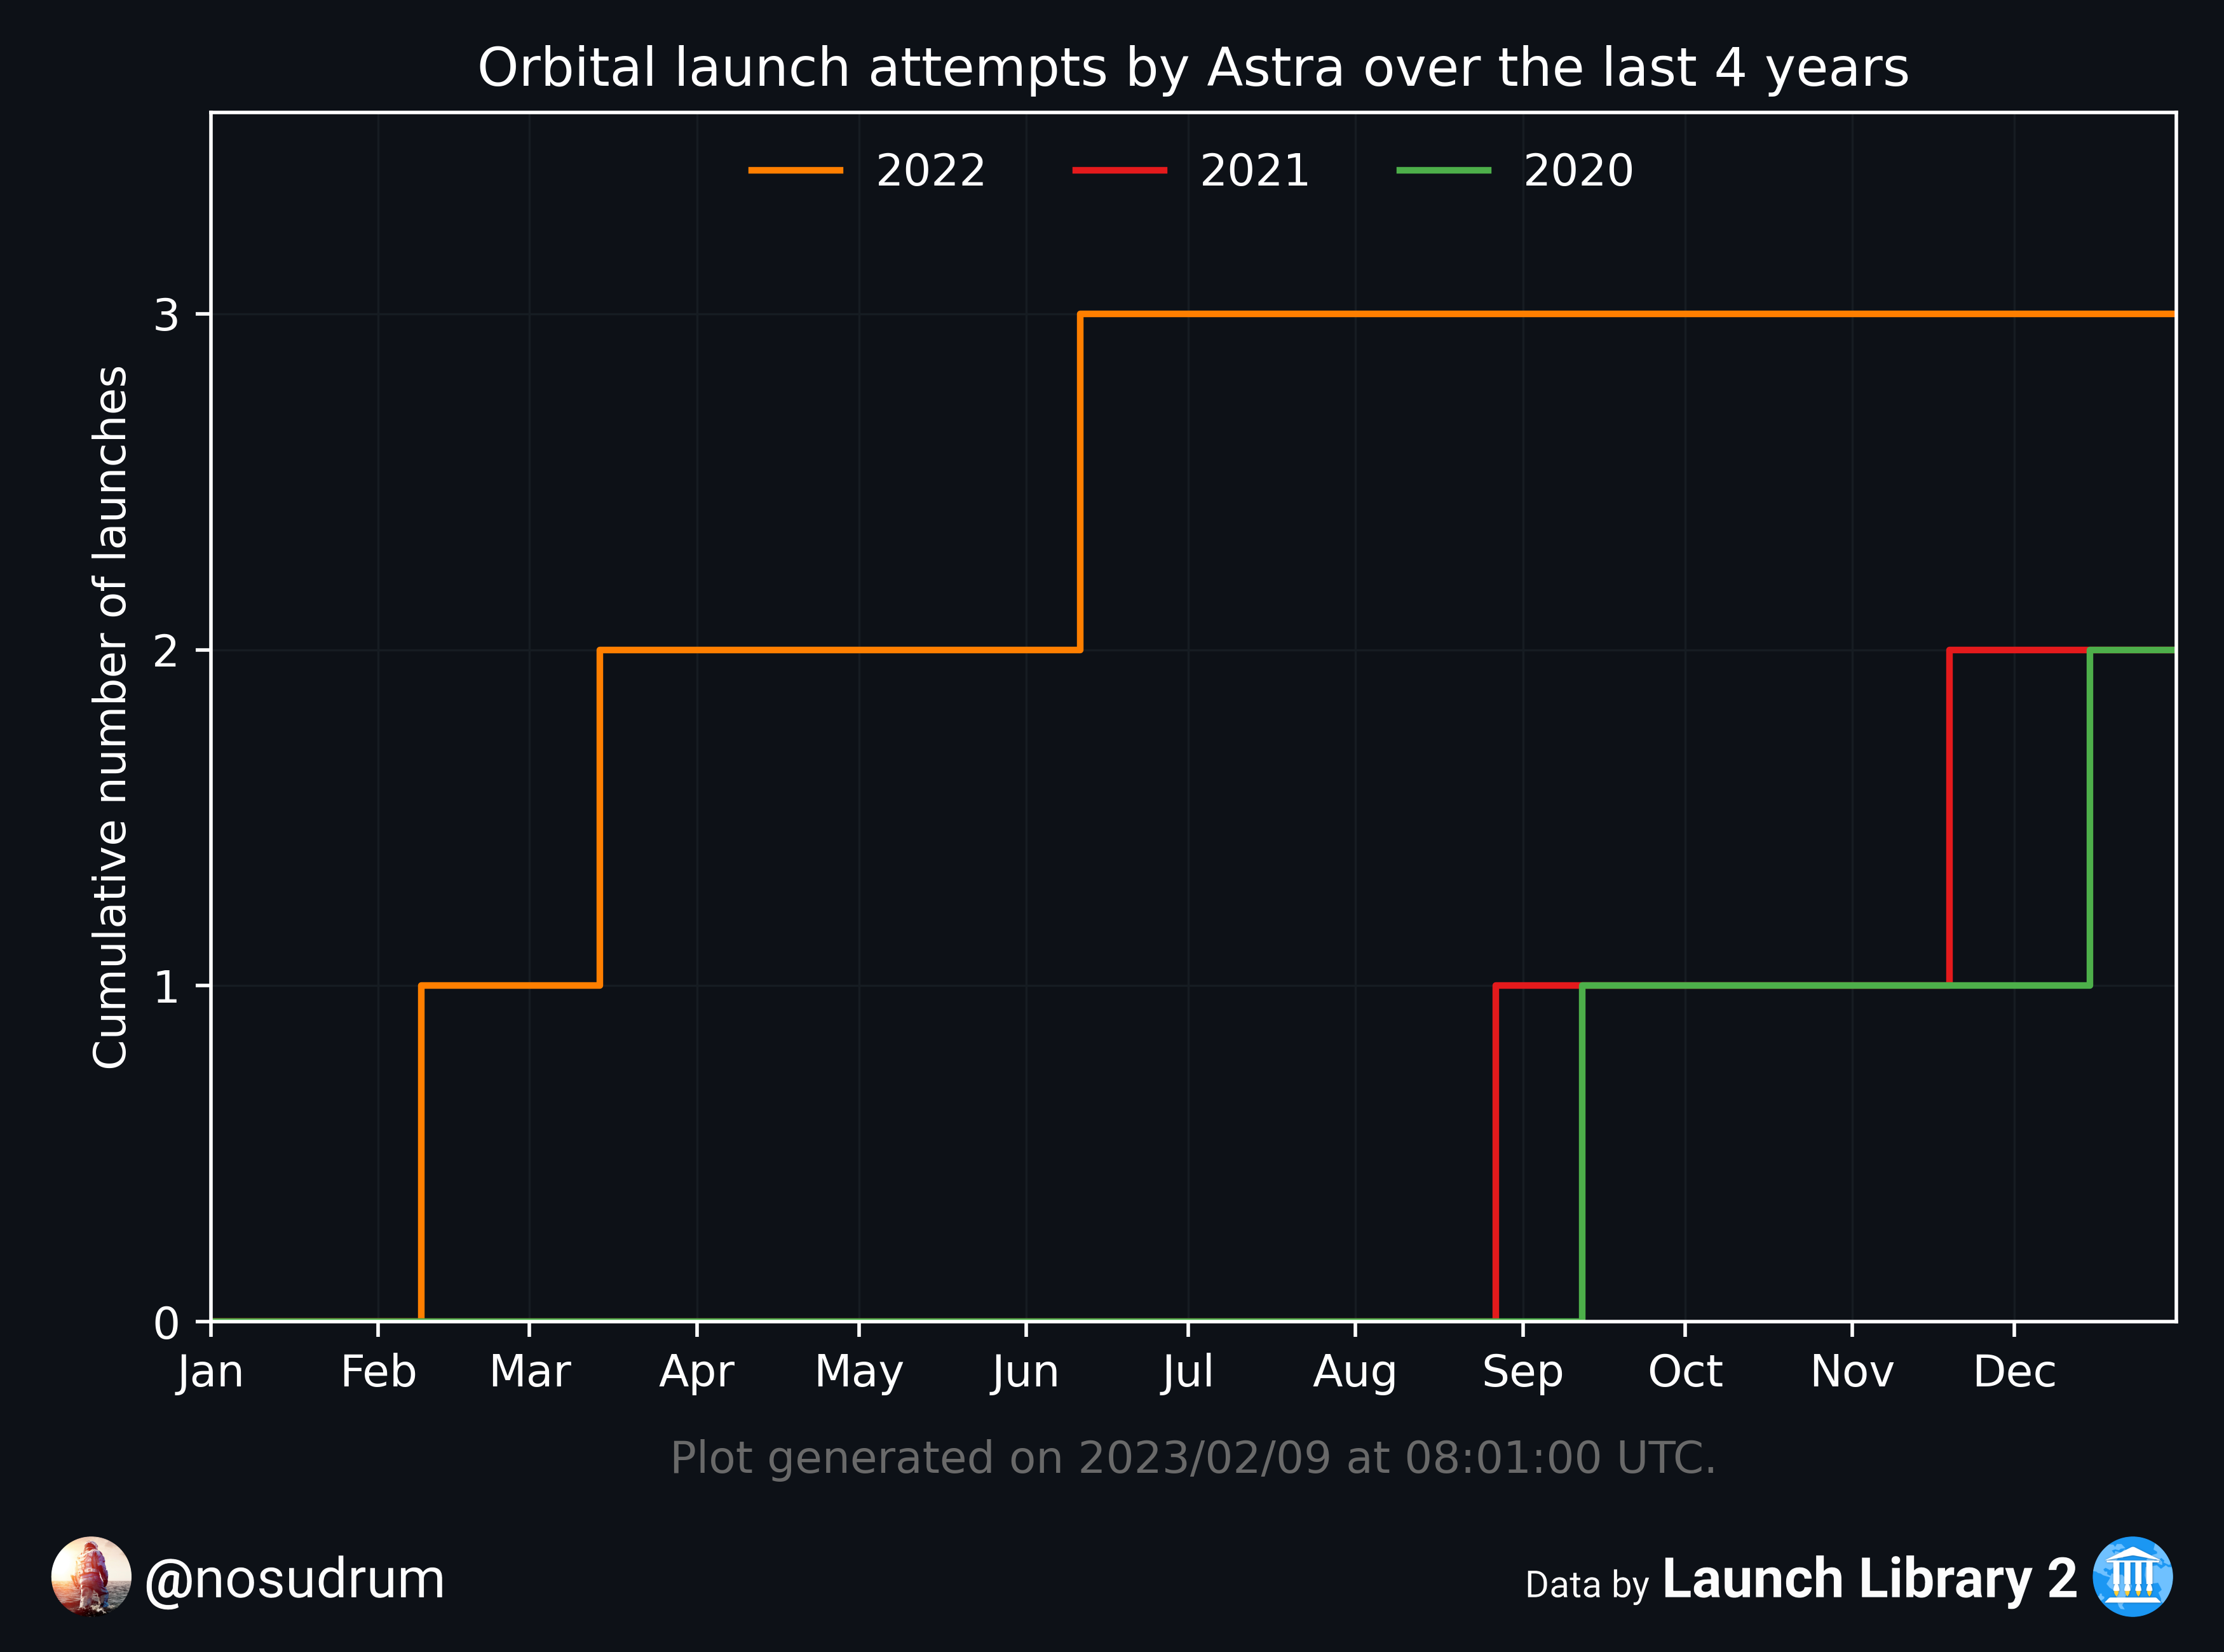 Orbital launch attempts by Astra over the last 4 years
2022 2021 2020
Cumulative number of launches
3
2
1
0
Jan Feb Mar Apr May Jun Jul Aug Sep Oct Nov Dec
Plot generated on 2023/02/09 at 08:01:00 UTC.
@nosudrum
Data by Launch Library 2